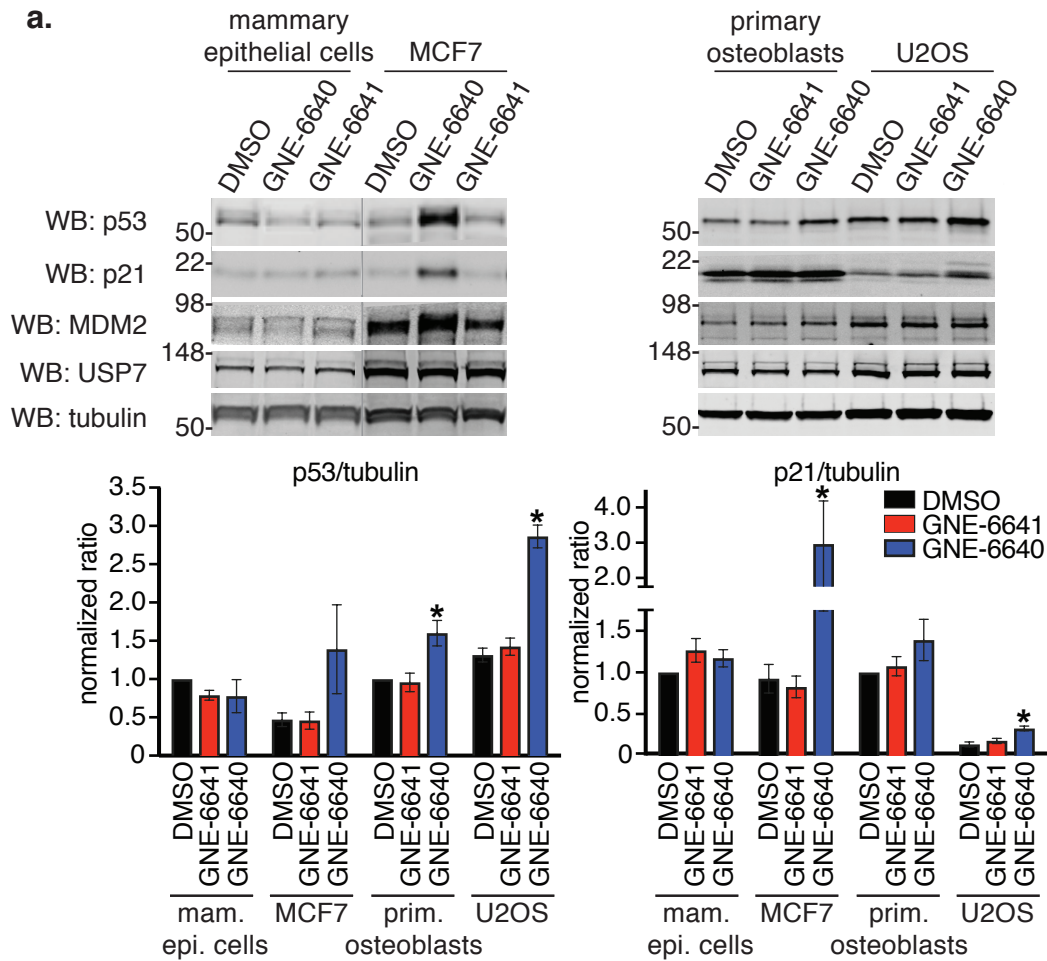 a.
mammary
epithelial cells
MCF7
primary
osteoblasts
U2OS
DMSO
GNE-6640
GNE-6641
DMSO
GNE-6640
GNE-6641
DMSO
GNE-6641
GNE-6640
DMSO
GNE-6641
GNE-6640
WB: p53
50-
50-
WB: p21
22-
22-
WB: MDM2
98-
98-
WB: USP7
148-
148-
WB: tubulin
50-
50-
p53/tubulin
normalized ratio
3.5
3.0
2.5
2.0
1.5
1.0
0.5
0
*
*
DMSO
GNE-6641
GNE-6640
DMSO
GNE-6641
GNE-6640
DMSO
GNE-6641
GNE-6640
DMSO
GNE-6641
GNE-6640
mam.
epi. cells
MCF7
prim.
osteoblasts
U2OS
p21/tubulin
normalized ratio
4.0
3.0
2.0
1.5
1.0
0.5
0
*
*
DMSO
GNE-6641
GNE-6640
DMSO
GNE-6641
GNE-6640
DMSO
GNE-6641
GNE-6640
DMSO
GNE-6641
GNE-6640
DMSO
GNE-6641
GNE-6640
mam.
epi. cells
MCF7
prim.
osteoblasts
U2OS